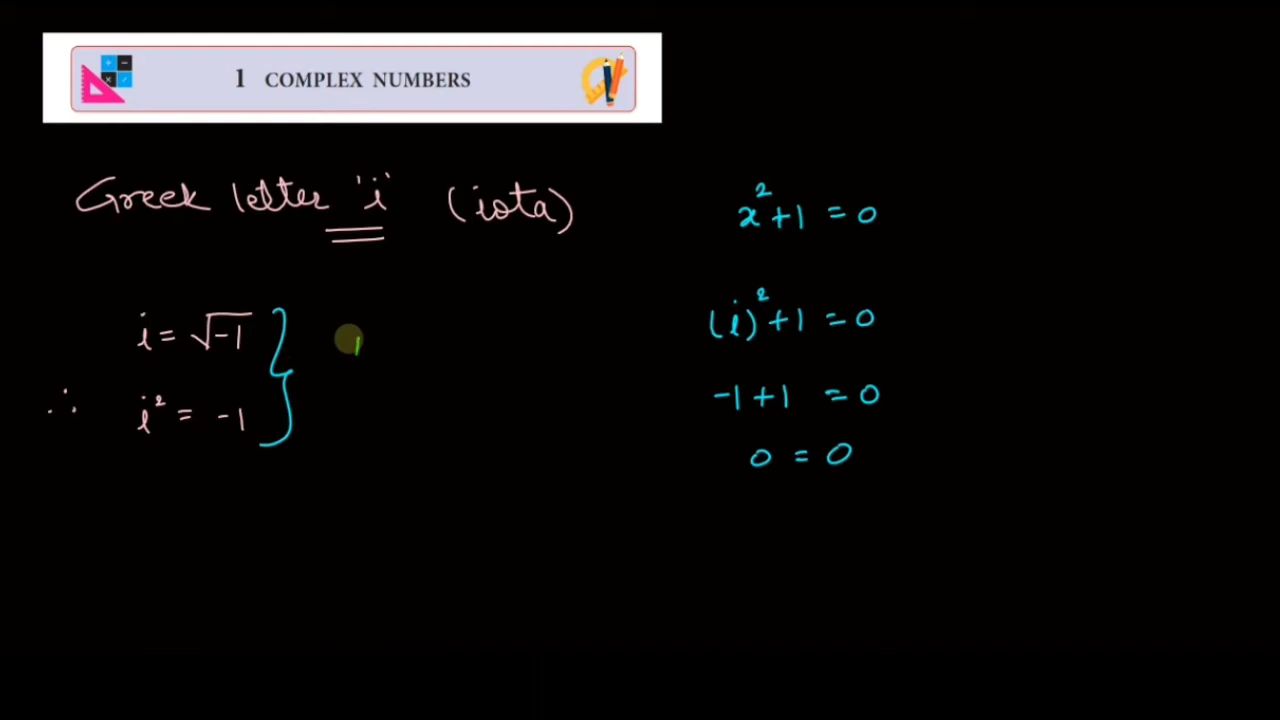 1 COMPLEX NUMBERS
Greek letter 'i' (iota)
i = √-1
∴ i² = -1
x² + 1 = 0
(i)² + 1 = 0
-1 + 1 = 0
0 = 0